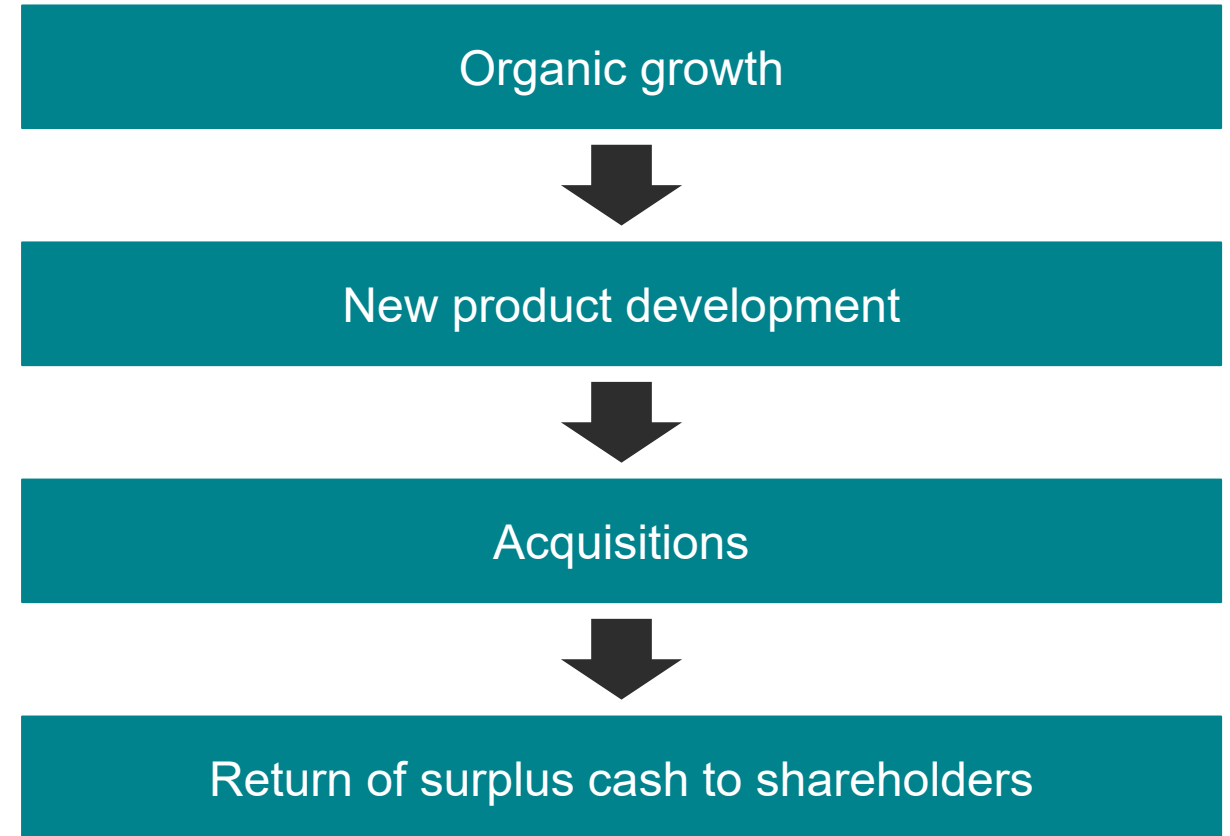 Organic growth
New product development
Acquisitions
Return of surplus cash to shareholders